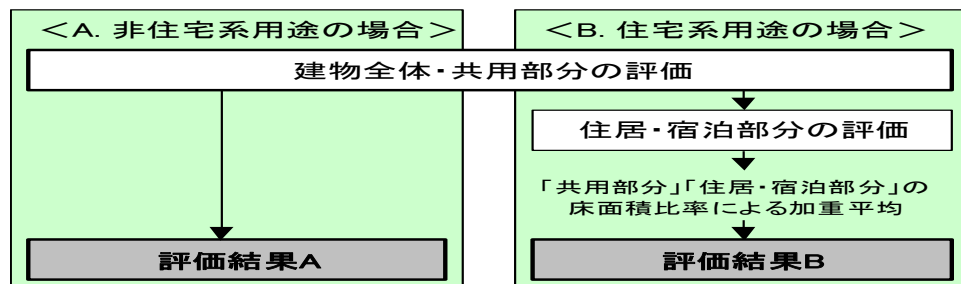 ＜A. 非住宅系用途の場合＞
＜B. 住宅系用途の場合＞
建物全体・共用部分の評価
住居・宿泊部分の評価
「共用部分」「住居・宿泊部分」の
床面積比率による加重平均
評価結果A
評価結果B